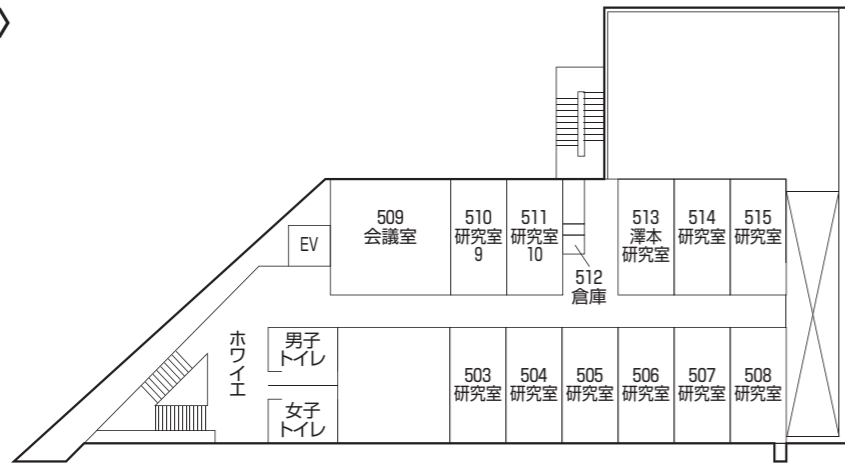 509
会議室
510
研究室
9
511
研究室
10
512
倉庫
513
澤本
研究室
514
研究室
515
研究室
EV
ホワイエ
男子
トイレ
女子
トイレ
503
研究室
504
研究室
505
研究室
506
研究室
507
研究室
508
研究室